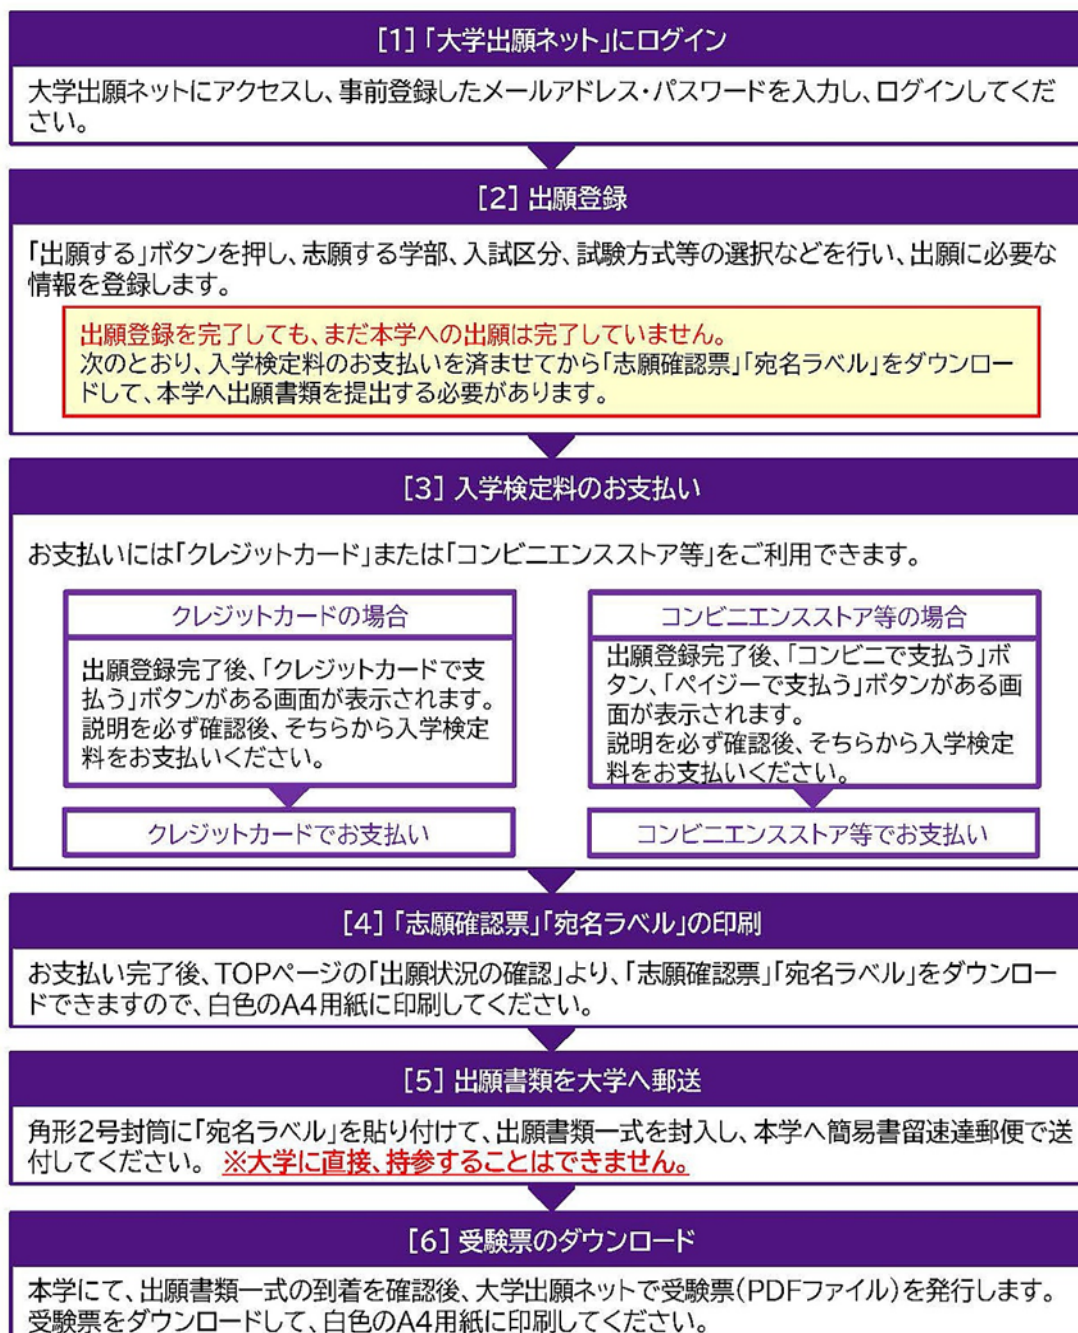 [1]「大学出願ネット」にログイン
大学出願ネットにアクセスし、事前登録したメールアドレス・パスワードを入力し、ログインしてくだ
さい。
[2] 出願登録
「出願する」ボタンを押し、志願する学部、入試区分、試験方式等の選択などを行い、出願に必要な
情報を登録します。
出願登録を完了しても、まだ本学への出願は完了していません。
次のとおり、入学検定料のお支払いを済ませてから「志願確認票」「宛名ラベル」をダウンロー
ドして、本学へ出願書類を提出する必要があります。
[3] 入学検定料のお支払い
お支払いには「クレジットカード」または「コンビニエンスストア等」をご利用できます。
クレジットカードの場合
出願登録完了後、「クレジットカードで支
払う」ボタンがある画面が表示されます。
説明を必ず確認後、そちらから入学検定
料をお支払いください。
クレジットカードでお支払い
コンビニエンスストア等の場合
出願登録完了後、「コンビニで支払う」ボ
タン、「ペイジーで支払う」ボタンがある画
面が表示されます。
説明を必ず確認後、そちらから入学検定
料をお支払いください。
コンビニエンスストア等でお支払い
[4]「志願確認票」「宛名ラベル」の印刷
お支払い完了後、TOPページの「出願状況の確認」より、「志願確認票」「宛名ラベル」をダウンロー
ドできますので、白色のA4用紙に印刷してください。
[5] 出願書類を大学へ郵送
角形2号封筒に「宛名ラベル」を貼り付けて、出願書類一式を封入し、本学へ簡易書留速達郵便で送
付してください。 ※大学に直接、持参することはできません。
[6] 受験票のダウンロード
本学にて、出願書類一式の到着を確認後、大学出願ネットで受験票(PDFファイル)を発行します。
受験票をダウンロードして、白色のA4用紙に印刷してください。